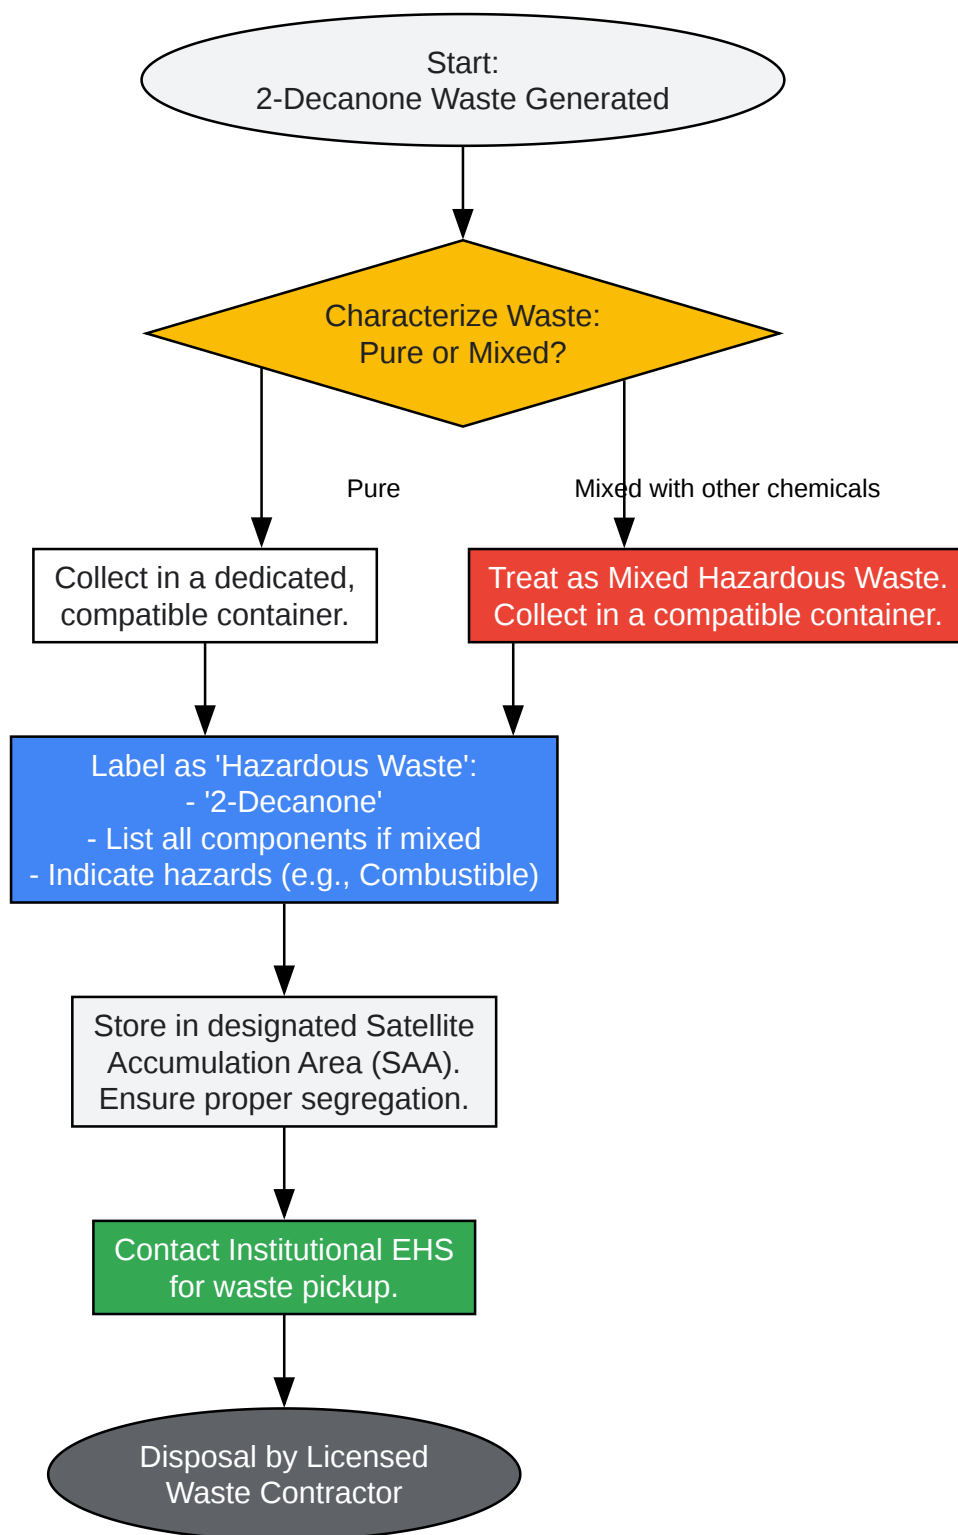 Start:
2-Decanone Waste Generated
Characterize Waste:
Pure or Mixed?
Pure
Mixed with other chemicals
Collect in a dedicated,
compatible container.
Treat as Mixed Hazardous Waste.
Collect in a compatible container.
Label as 'Hazardous Waste':
- '2-Decanone'
- List all components if mixed
- Indicate hazards (e.g., Combustible)
Store in designated Satellite
Accumulation Area (SAA).
Ensure proper segregation.
Contact Institutional EHS
for waste pickup.
Disposal by Licensed
Waste Contractor